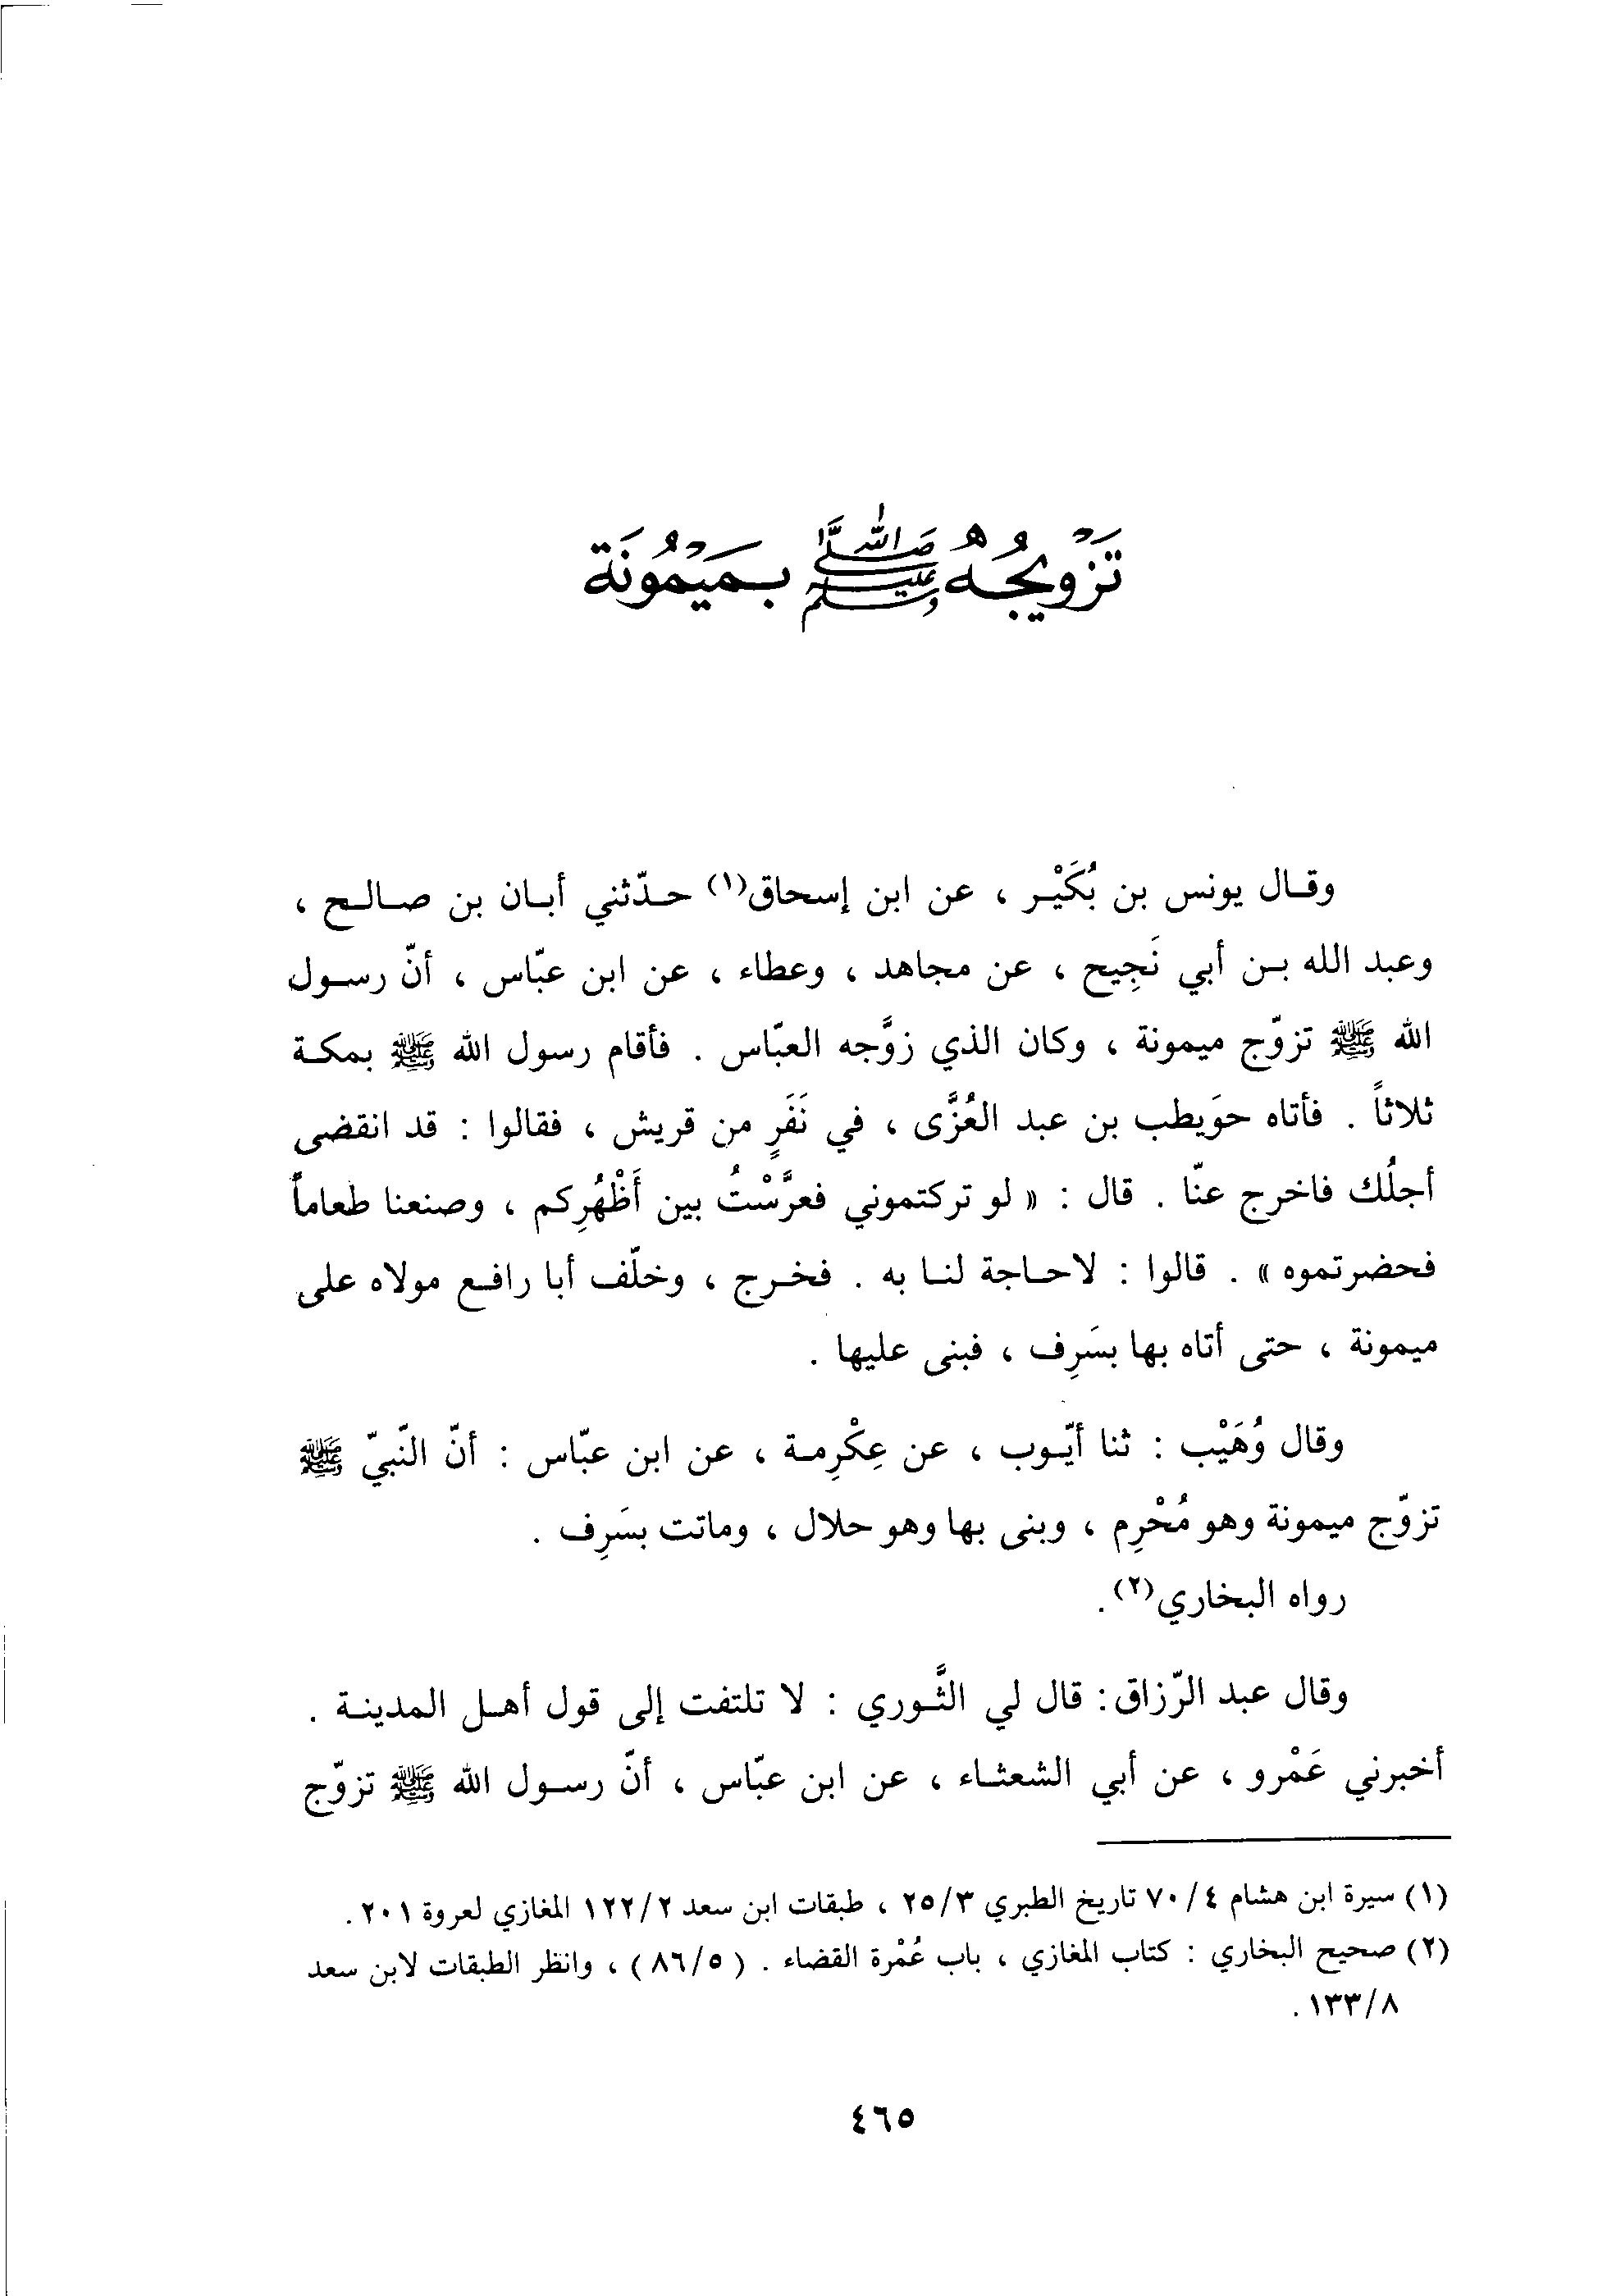 تَزْويجُهُ ﷺ بمَيْمُونَة
وقال يونس بن بُكَيْر ، عن ابن إسحاق(١) حدّثني أبان بن صالح ،
وعبد الله بن أبي نَجِيح ، عن مجاهد ، وعطاء ، عن ابن عبّاس ، أنّ رسول
الله ﷺ تزوّج ميمونة ، وكان الذي زوَّجه العبّاس . فأقام رسول الله ﷺ بمكة
ثلاثاً . فأتاه حوَيطب بن عبد العُزَّى ، في نَفَرٍ من قريش ، فقالوا : قد انقضى
أجلُك فاخرج عنّا . قال : « لو تركتموني فعرَّسْتُ بين أَظْهُرِكم ، وصنعنا طعاماً
فحضرتموه » . قالوا : لاحاجة لنا به . فخرج ، وخلّف أبا رافع مولاه على
ميمونة ، حتى أتاه بها بسَرِف ، فبنى عليها .
وقال وُهَيْب : ثنا أيّوب ، عن عِكْرِمة ، عن ابن عبّاس : أنّ النّبيّ ﷺ
تزوّج ميمونة وهو مُحْرِم ، وبنى بها وهو حلال ، وماتت بسَرِف .
رواه البخاري(٢) .
وقال عبد الرّزاق : قال لي الثَّوري : لا تلتفت إلى قول أهل المدينة .
أخبرني عَمْرو ، عن أبي الشعثاء ، عن ابن عبّاس ، أنّ رسول الله ﷺ تزوّج
(١) سيرة ابن هشام ٤/ ٧٠ تاريخ الطبري ٣/ ٢٥ ، طبقات ابن سعد ٢/ ١٢٢ المغازي لعروة ٢٠١ .
(٢) صحيح البخاري : كتاب المغازي ، باب عُمْرة القضاء . ( ٥/ ٨٦ ) ، وانظر الطبقات لابن سعد
٨/ ١٣٣ .
٤٦٥